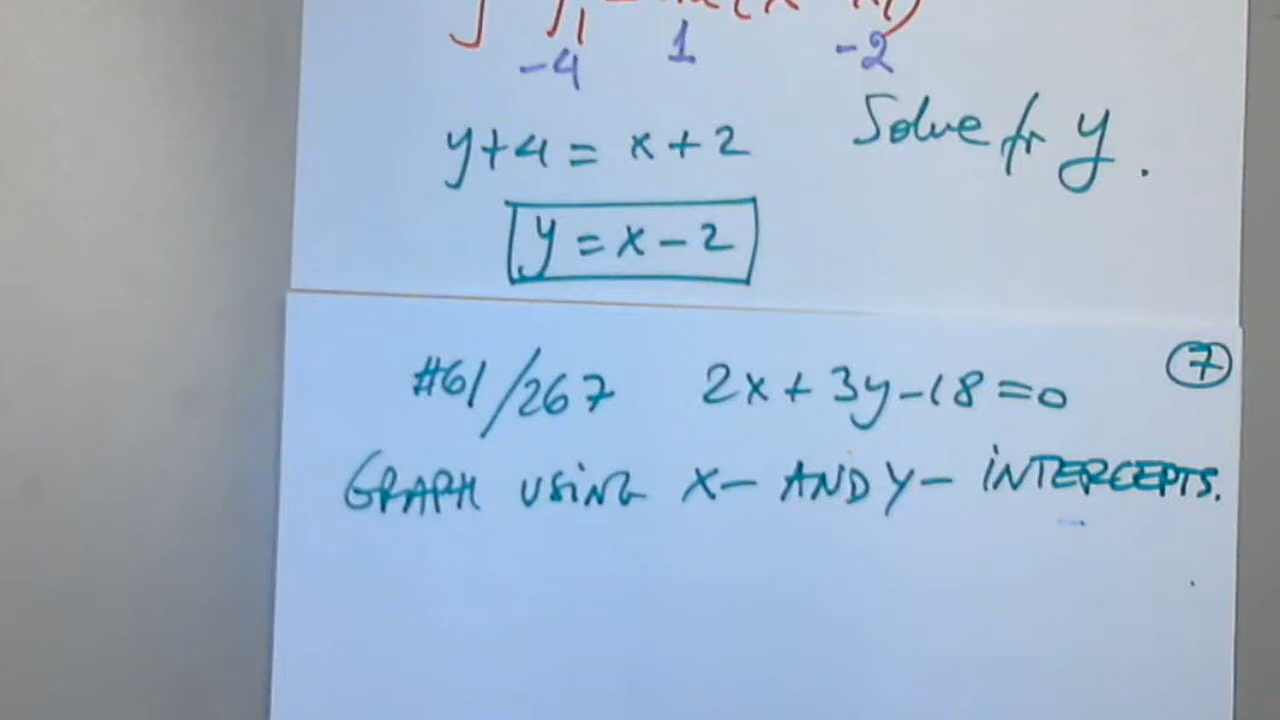 -4 1 -2
y+4 = x+2 Solve for y.
y = x-2
7
#61/267 2x + 3y-18=0
GRAPH USING X- AND Y- INTERCEPTS.